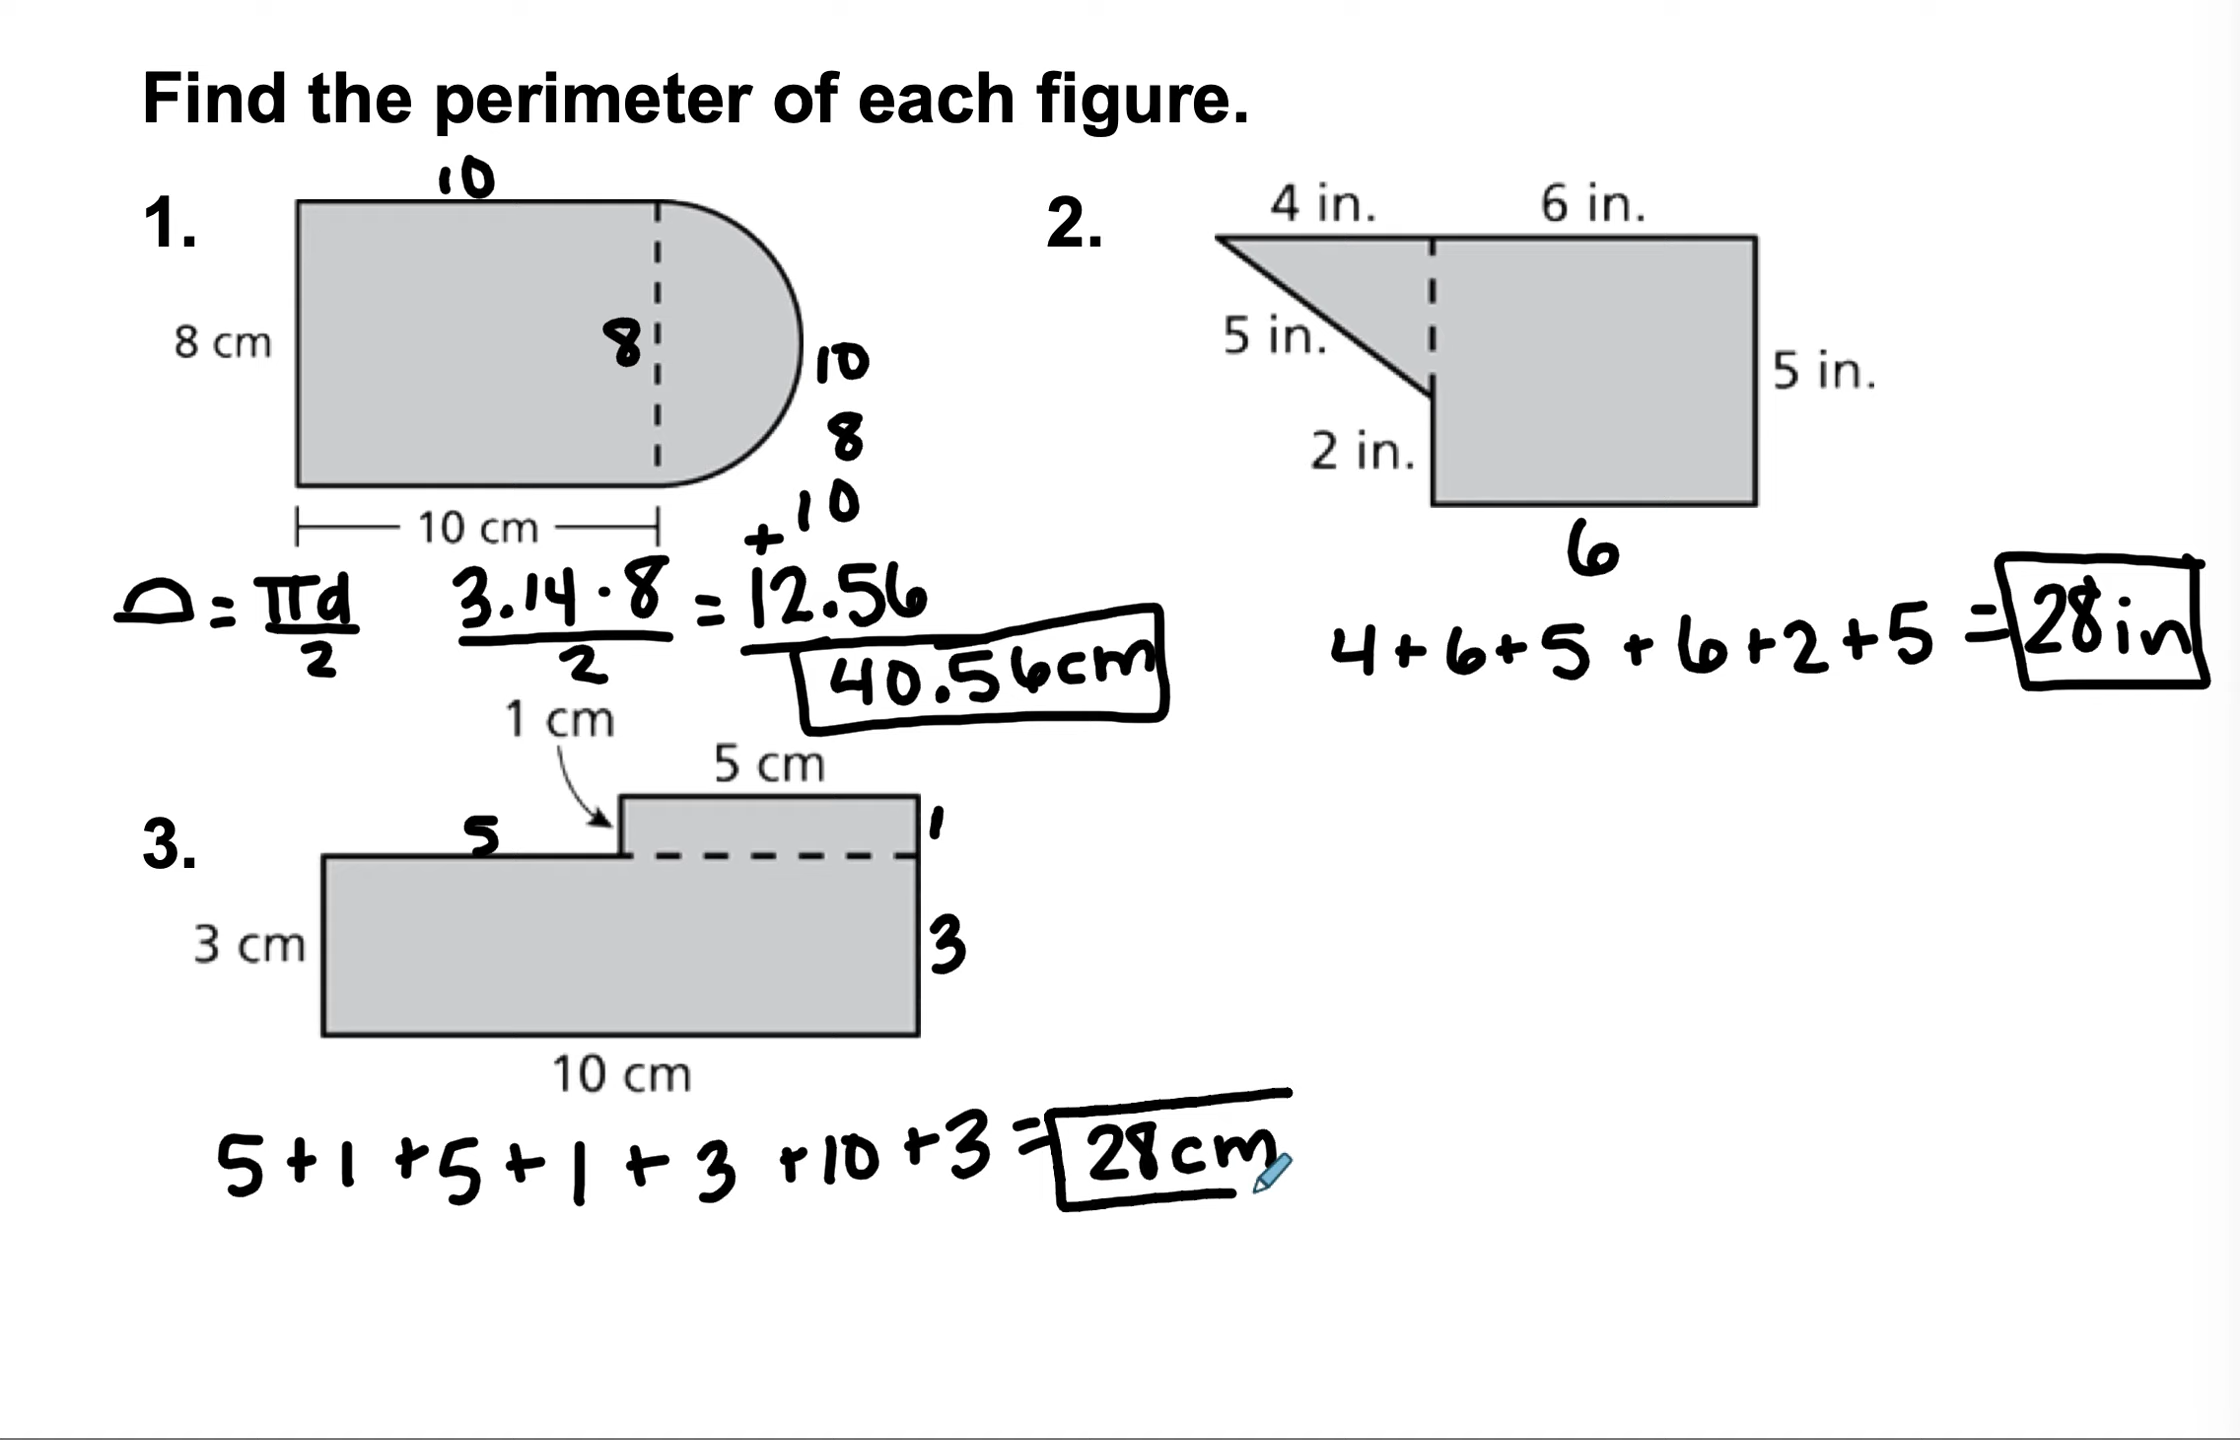 Find the perimeter of each figure.
1.
10
8 cm
8
10 cm
10
8
+ 10
= πd/2 3.14 · 8/2 = 12.56
40.56cm
2.
4 in. 6 in.
5 in.
5 in.
2 in.
6
4 + 6 + 5 + 6 + 2 + 5 = 28in
3.
1 cm
5 cm
5
1
3 cm
3
10 cm
5 + 1 + 5 + 1 + 3 + 10 + 3 = 28cm